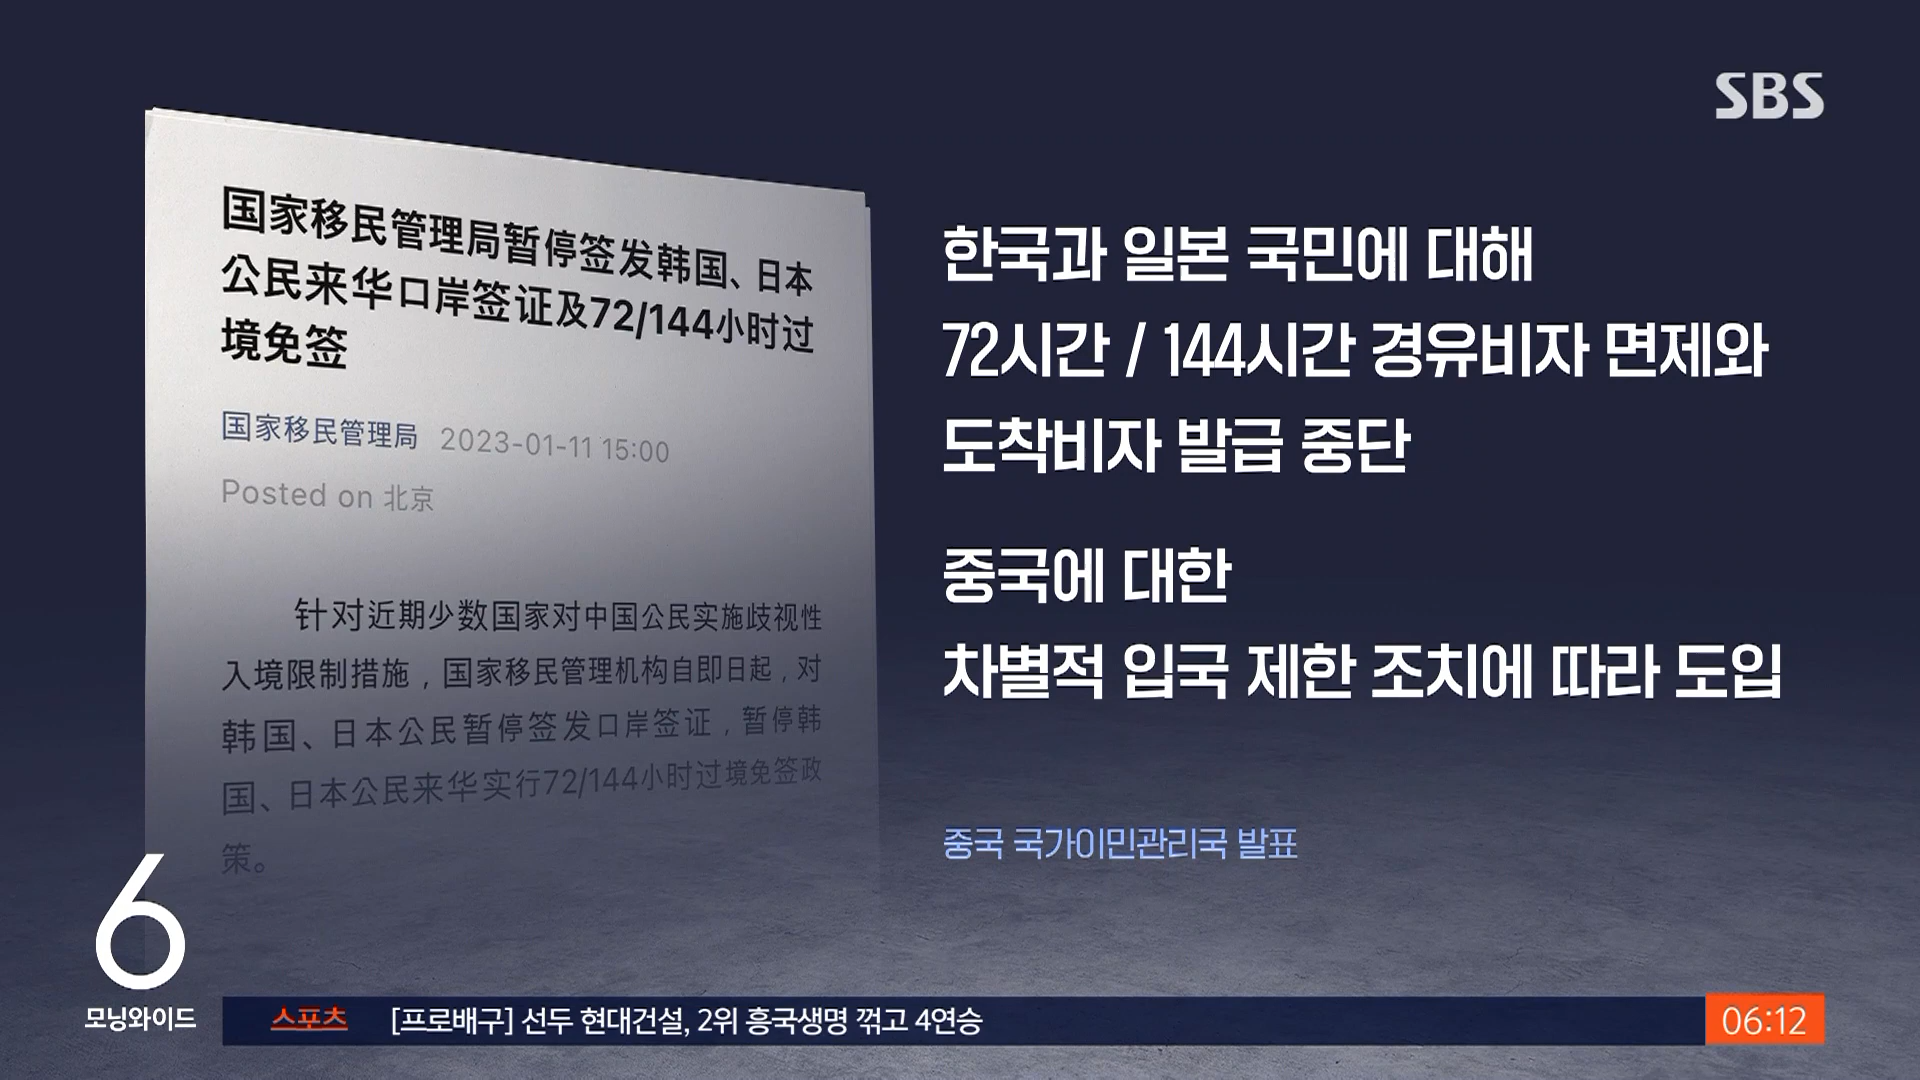 SBS
国家移民管理局暂停签发韩国、日本
公民来华口岸签证及72/144小时过
境免签
国家移民管理局 2023-01-11 15:00
Posted on 北京
针对近期少数国家对中国公民实施歧视性
入境限制措施，国家移民管理机构自即日起，对
韩国、日本公民暂停签发口岸签证，暂停韩
国、日本公民来华实行72/144小时过境免签政
策。
한국과 일본 국민에 대해
72시간 / 144시간 경유비자 면제와
도착비자 발급 중단
중국에 대한
차별적 입국 제한 조치에 따라 도입
중국 국가이민관리국 발표
6
모닝와이드
스포츠 [프로배구] 선두 현대건설, 2위 흥국생명 꺾고 4연승
06:12